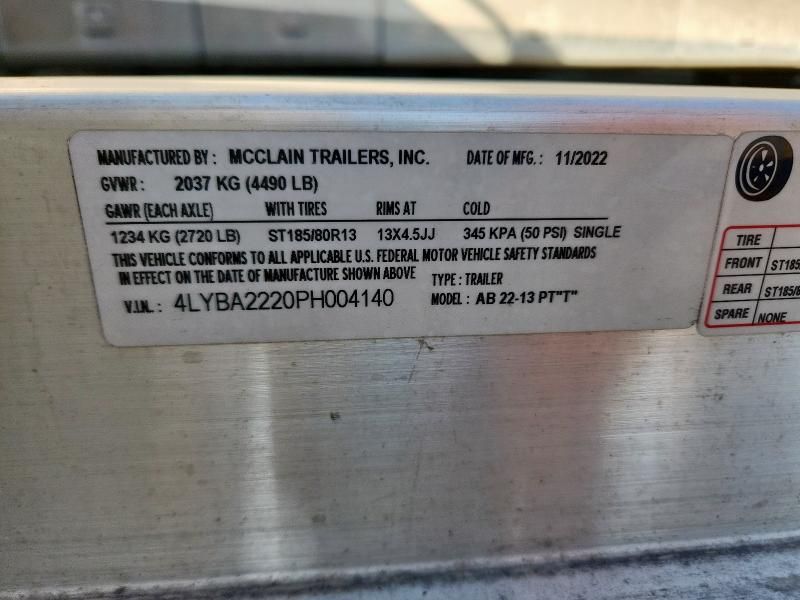 MANUFACTURED BY : MCCLAIN TRAILERS, INC. DATE OF MFG. : 11/2022
GVWR : 2037 KG (4490 LB)
GAWR (EACH AXLE) WITH TIRES RIMS AT COLD
1234 KG (2720 LB) ST185/80R13 13X4.5JJ 345 KPA (50 PSI) SINGLE
THIS VEHICLE CONFORMS TO ALL APPLICABLE U.S. FEDERAL MOTOR VEHICLE SAFETY STANDARDS
IN EFFECT ON THE DATE OF MANUFACTURE SHOWN ABOVE TYPE : TRAILER
V.I.N. : 4LYBA2220PH004140 MODEL : AB 22-13 PT"T"
TIRE
FRONT ST185
REAR ST185/8
SPARE NONE